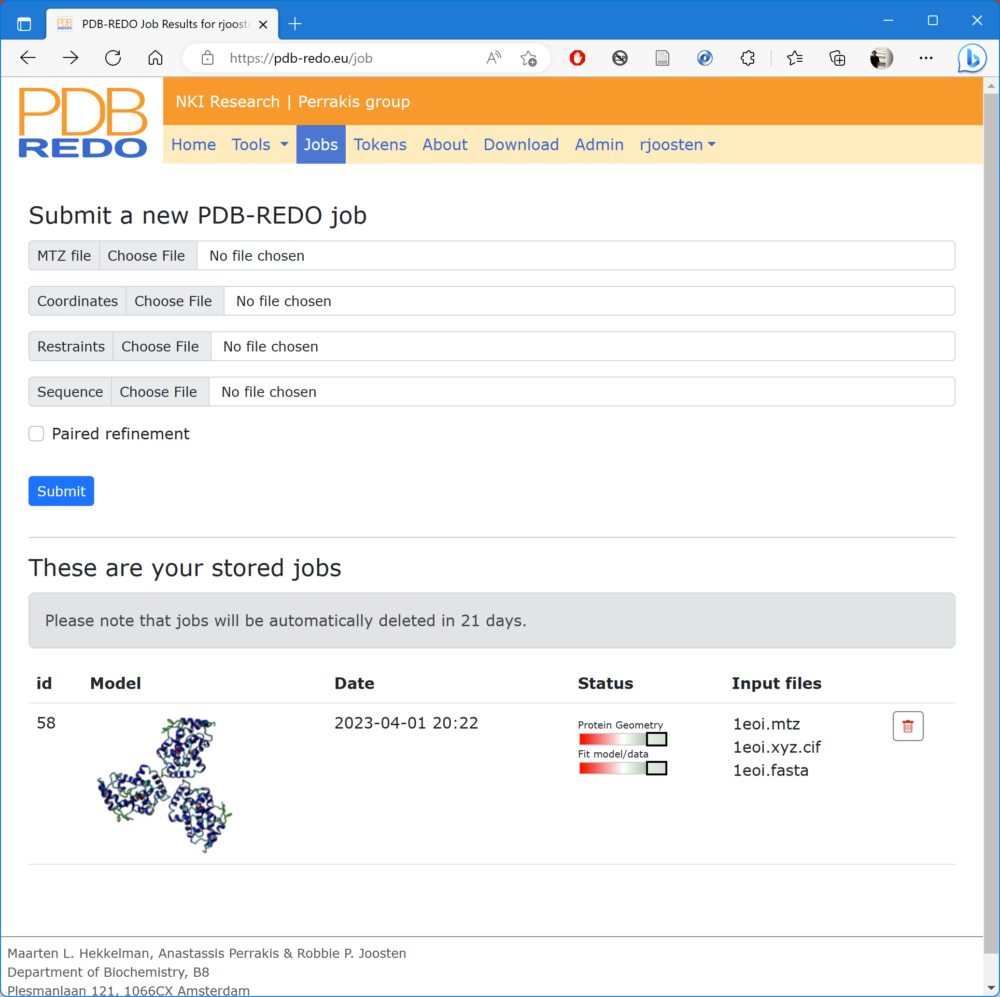 PDB REDO
PDB-REDO Job Results for rjooste
https://pdb-redo.eu/job
CSP
PDB
REDO
NKI Research | Perrakis group
Home Tools Jobs Tokens About Download Admin rjoosten
Submit a new PDB-REDO job
MTZ file Choose File No file chosen
Coordinates Choose File No file chosen
Restraints Choose File No file chosen
Sequence Choose File No file chosen
Paired refinement
Submit
These are your stored jobs
Please note that jobs will be automatically deleted in 21 days.
id Model Date Status Input files
58 2023-04-01 20:22
Protein Geometry
Fit model/data
1eoi.mtz
1eoi.xyz.cif
1eoi.fasta
Maarten L. Hekkelman, Anastassis Perrakis & Robbie P. Joosten
Department of Biochemistry, B8
Plesmanlaan 121, 1066CX Amsterdam